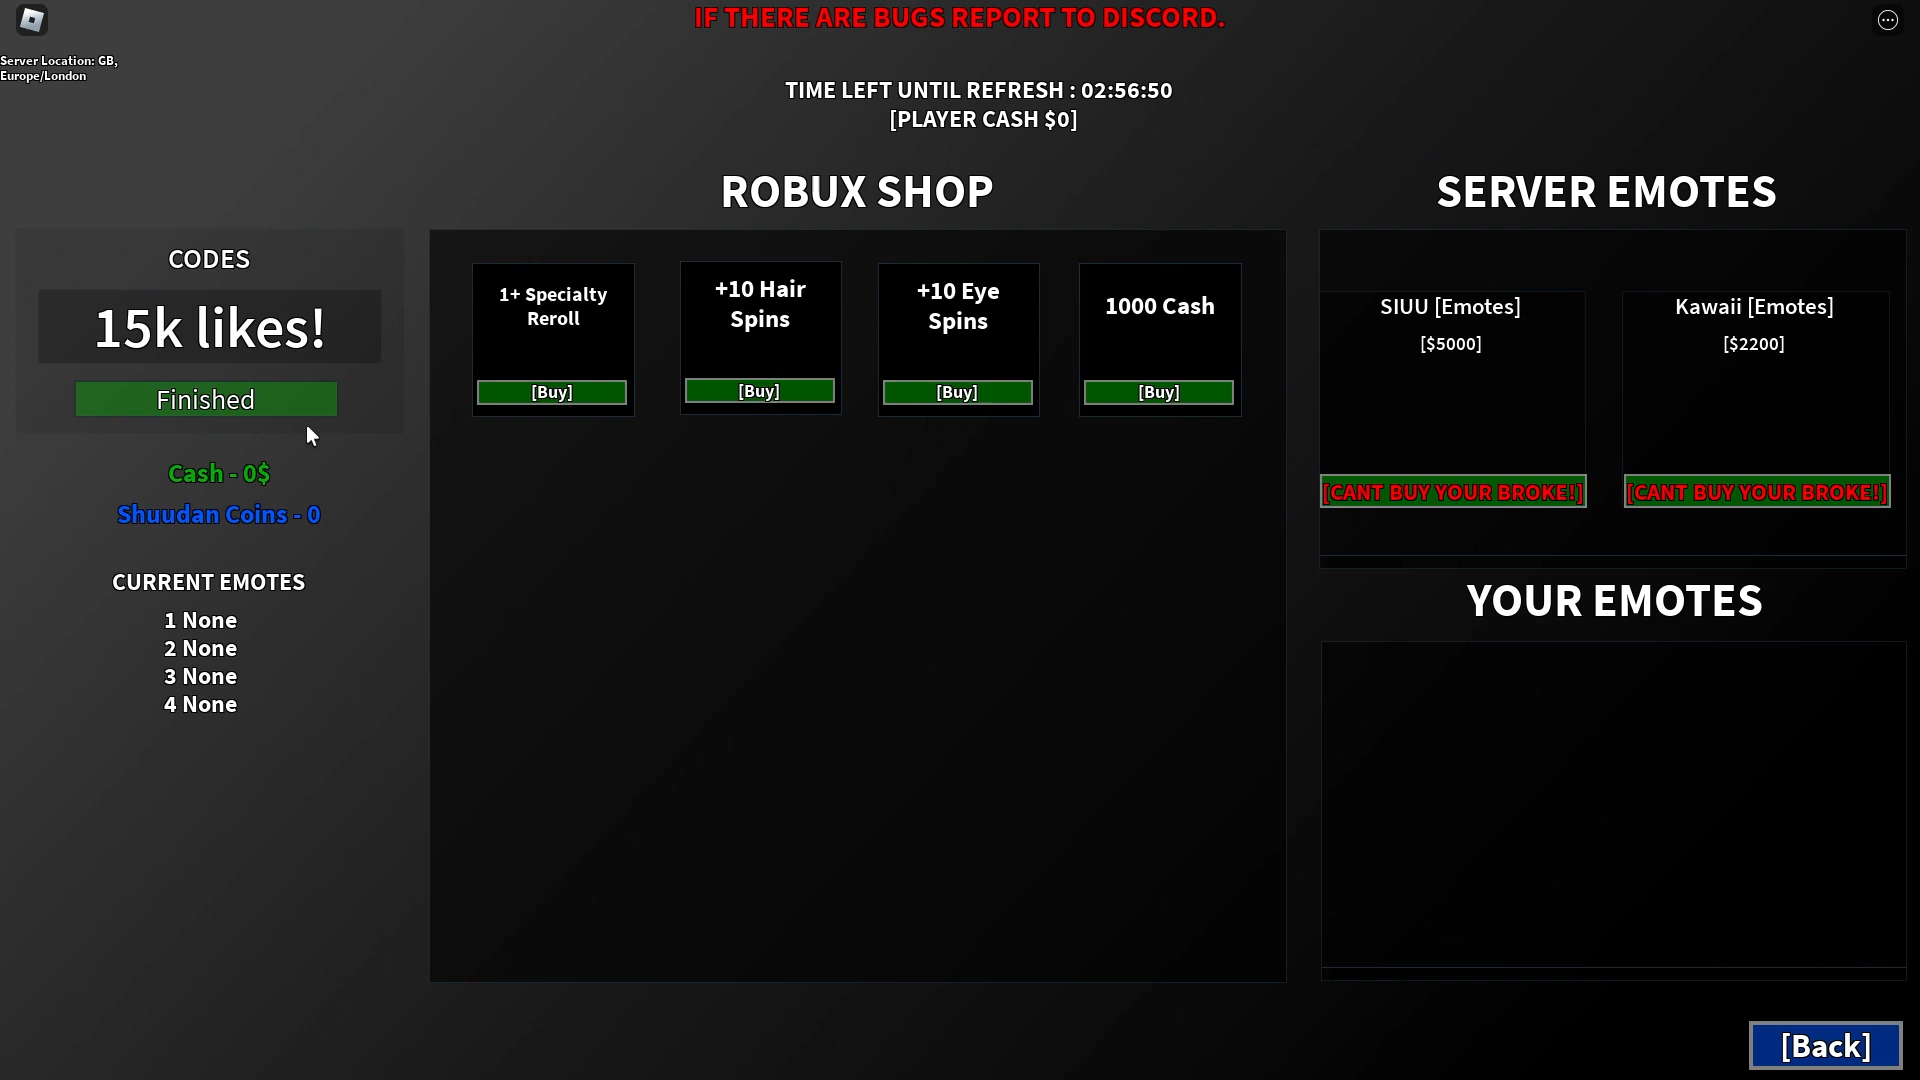 IF THERE ARE BUGS REPORT TO DISCORD.
Server Location: GB,
Europe/London
TIME LEFT UNTIL REFRESH : 02:56:50
[PLAYER CASH $0]
ROBUX SHOP
SERVER EMOTES
CODES
15k likes!
Finished
Cash - 0$
Shuudan Coins - 0
CURRENT EMOTES
1 None
2 None
3 None
4 None
1+ Specialty
Reroll
[Buy]
+10 Hair
Spins
[Buy]
+10 Eye
Spins
[Buy]
1000 Cash
[Buy]
SIUU [Emotes]
[$5000]
[CANT BUY YOUR BROKE!]
Kawaii [Emotes]
[$2200]
[CANT BUY YOUR BROKE!]
YOUR EMOTES
[Back]